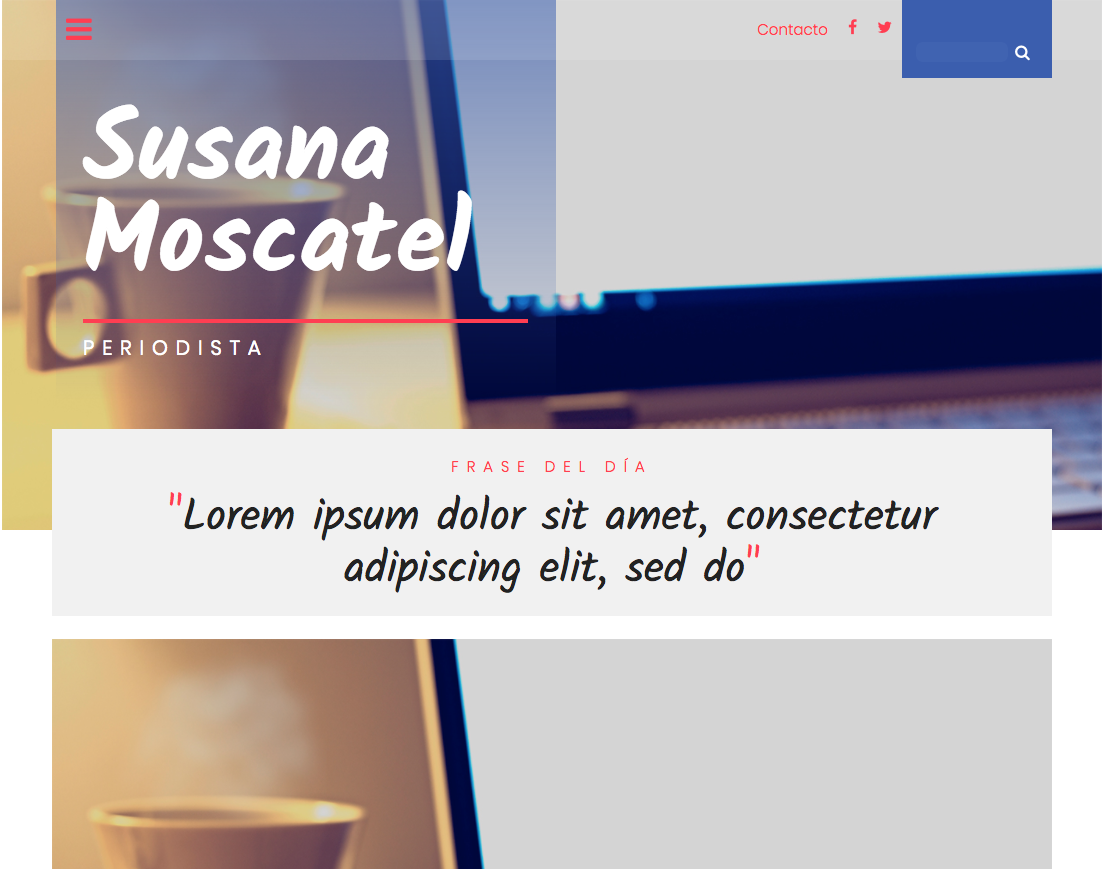 Contacto
Susana
Moscatel
PERIODISTA
FRASE DEL DÍA
"Lorem ipsum dolor sit amet, consectetur
adipiscing elit, sed do"